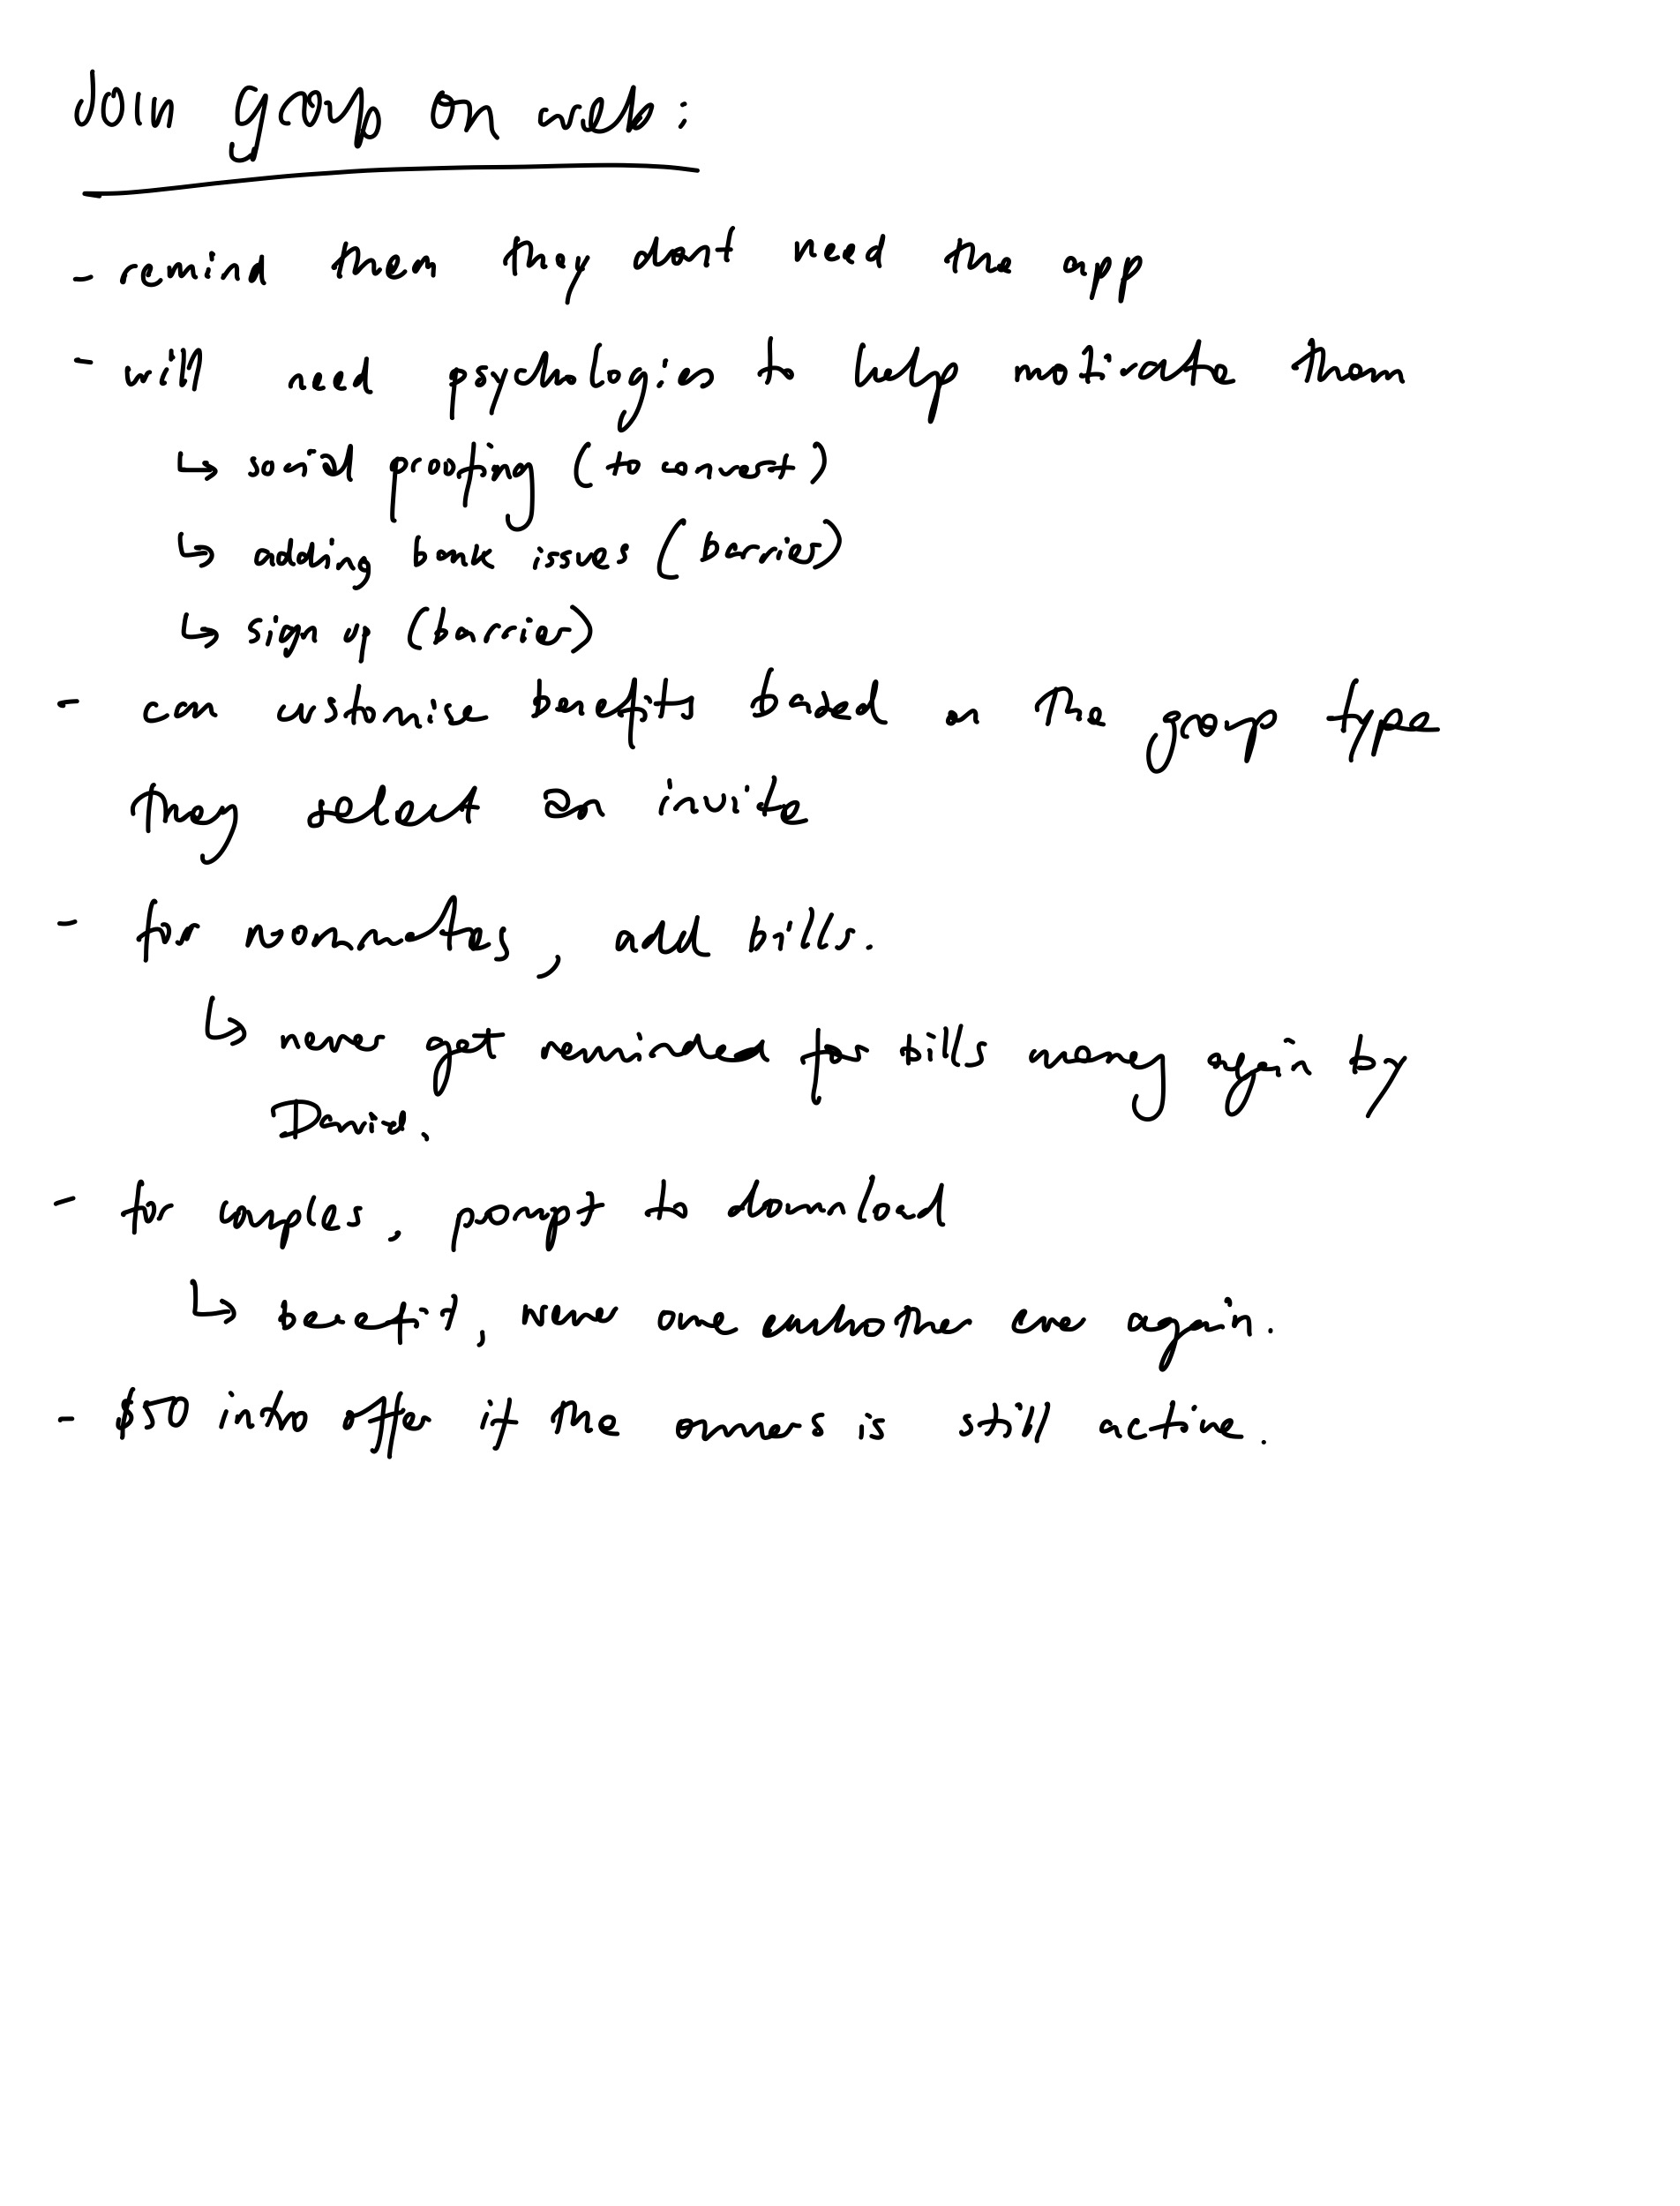 Join group on web:
- remind them they dont need the app
- will need psychologies to help motivate them
↳ social proofing (to convert)
↳ adding bank issues (barrier)
↳ sign up (barrier)
- can customise benefits based on the group type
they select on invite
- for roommates, add bills.
↳ never get reminded for bills money again by
David.
- for couples, prompt to download
↳ benefit, never owe another one again.
- $50 intro offer if the owners is still active.